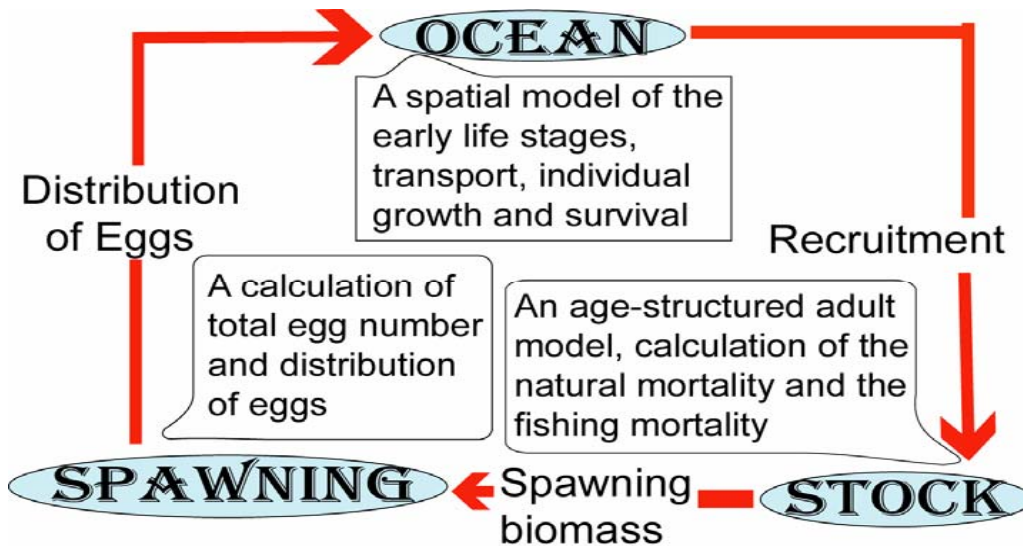 OCEAN
A spatial model of the
early life stages,
transport, individual
growth and survival
Distribution
of Eggs
Recruitment
A calculation of
total egg number
and distribution
of eggs
An age-structured adult
model, calculation of the
natural mortality and the
fishing mortality
SPAWNING
Spawning
biomass
STOCK